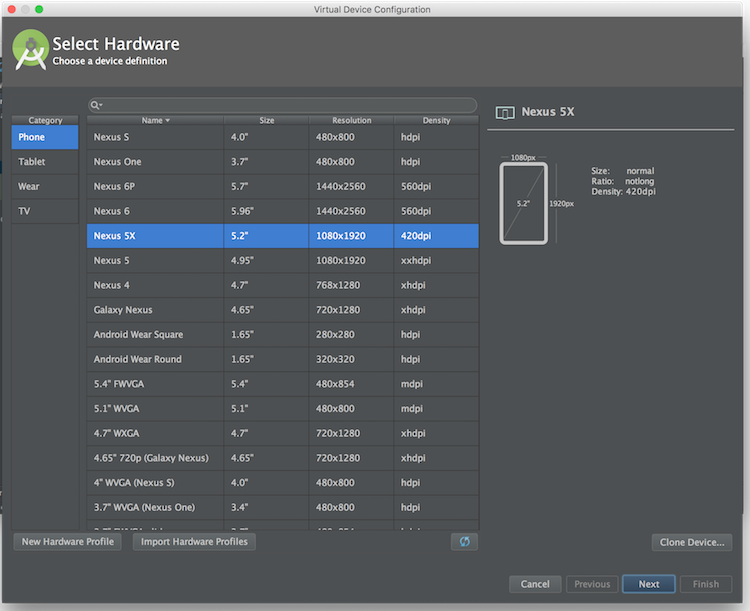 Virtual Device Configuration
Select Hardware
Choose a device definition
Category
Phone
Tablet
Wear
TV
Name Size Resolution Density
Nexus S 4.0" 480x800 hdpi
Nexus One 3.7" 480x800 hdpi
Nexus 6P 5.7" 1440x2560 560dpi
Nexus 6 5.96" 1440x2560 560dpi
Nexus 5X 5.2" 1080x1920 420dpi
Nexus 5 4.95" 1080x1920 xxhdpi
Nexus 4 4.7" 768x1280 xhdpi
Galaxy Nexus 4.65" 720x1280 xhdpi
Android Wear Square 1.65" 280x280 hdpi
Android Wear Round 1.65" 320x320 hdpi
5.4" FWVGA 5.4" 480x854 mdpi
5.1" WVGA 5.1" 480x800 mdpi
4.7" WXGA 4.7" 720x1280 xhdpi
4.65" 720p (Galaxy Nexus) 4.65" 720x1280 xhdpi
4" WVGA (Nexus S) 4.0" 480x800 hdpi
3.7" WVGA (Nexus One) 3.4" 480x800 hdpi
Nexus 5X
1080px
5.2"
1920px
Size: normal
Ratio: notlong
Density: 420dpi
New Hardware Profile
Import Hardware Profiles
Clone Device...
Cancel
Previous
Next
Finish